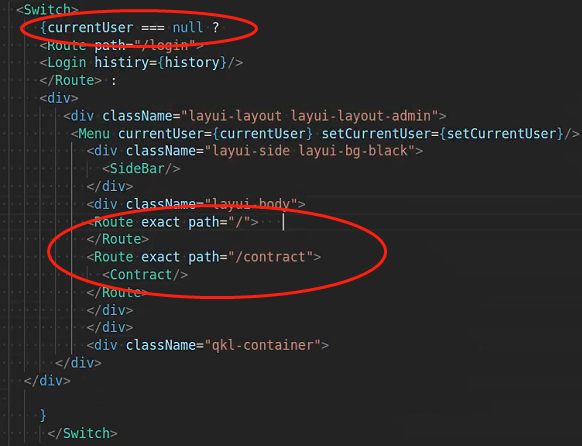 <Switch>
{currentUser === null ?
<Route path="/login">
<Login histiry={history}/>
</Route> :
<div>
<div className="layui-layout layui-layout-admin">
<Menu currentUser={currentUser} setCurrentUser={setCurrentUser}/>
<div className="layui-side layui-bg-black">
<SideBar/>
</div>
<div className="layui-body">
<Route exact path="/">
</Route>
<Route exact path="/contract">
<Contract/>
</Route>
</div>
</div>
<div className="qkl-container">
</div>
</div>
}
</Switch>